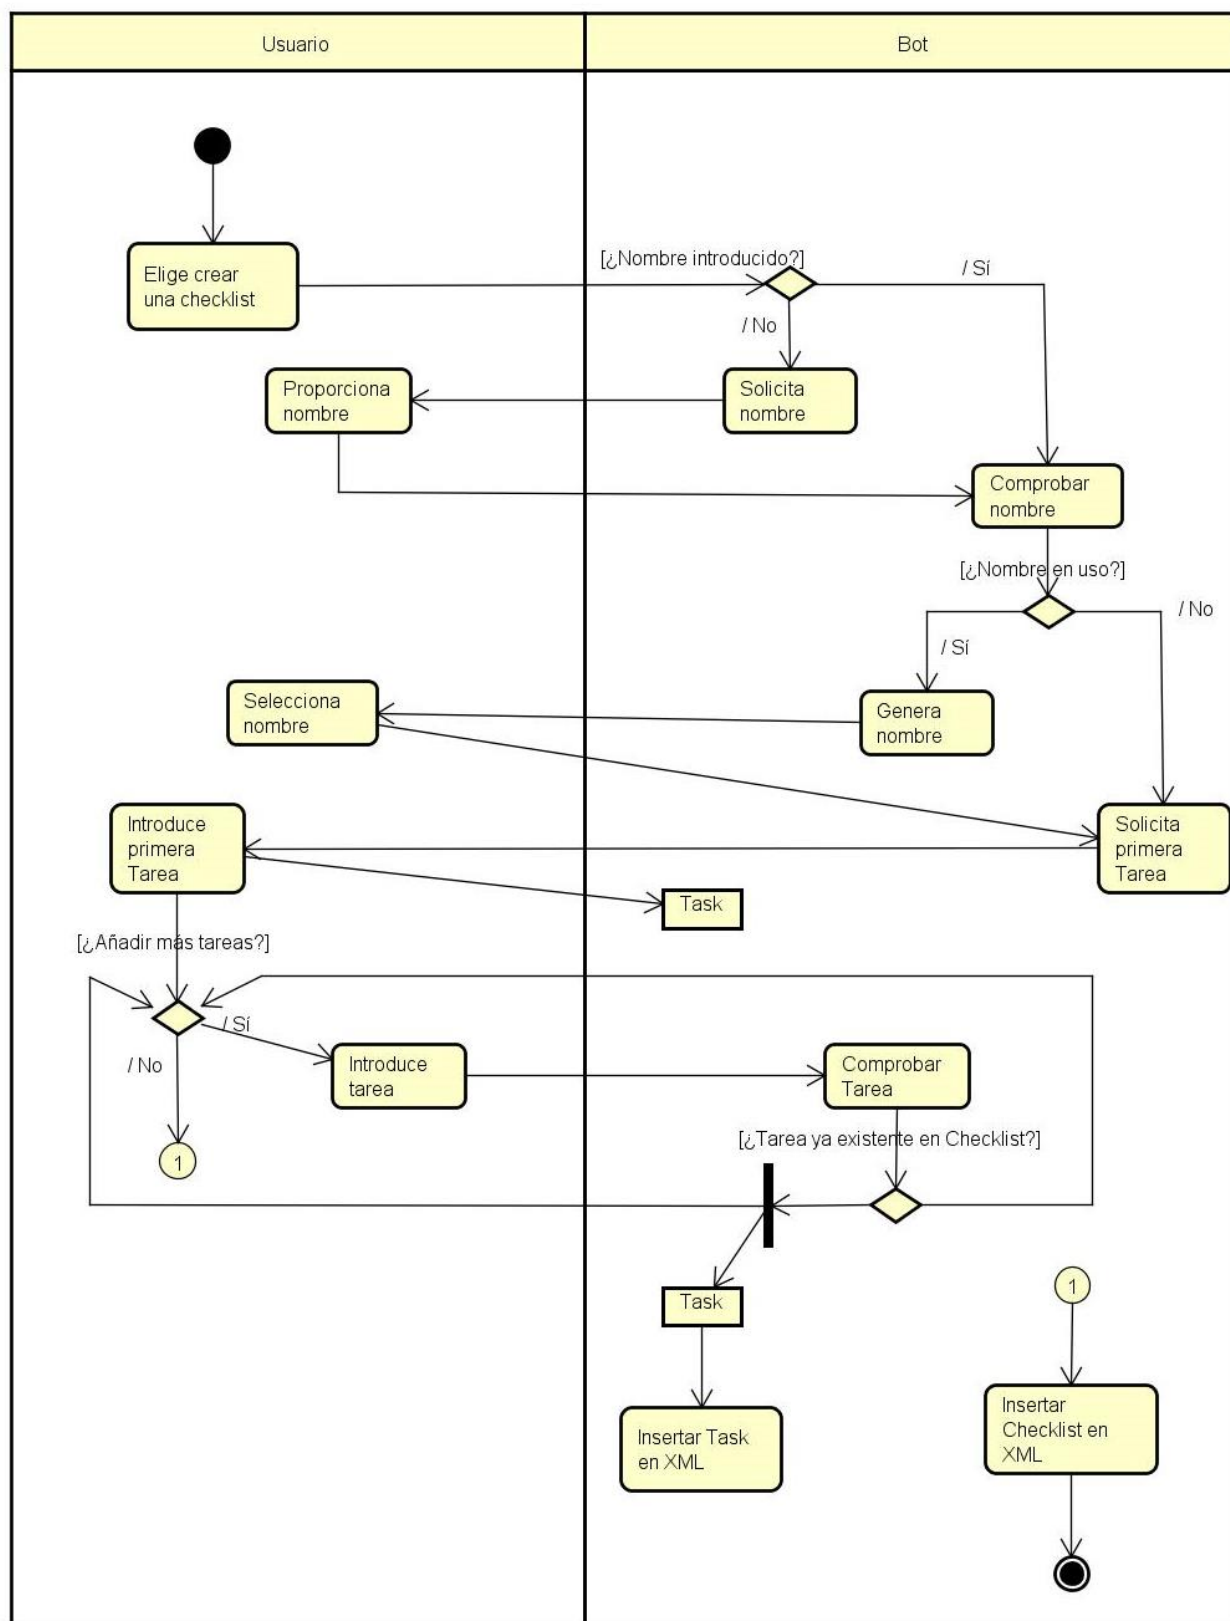 Usuario
Bot
[¿Nombre introducido?]
/ Sí
Elige crear
una checklist
/ No
Proporciona
nombre
Solicita
nombre
Comprobar
nombre
[¿Nombre en uso?]
/ No
/ Sí
Selecciona
nombre
Genera
nombre
Introduce
primera
Tarea
Solicita
primera
Tarea
Task
[¿Añadir más tareas?]
/ Sí
/ No
Introduce
tarea
Comprobar
Tarea
[¿Tarea ya existente en Checklist?]
1
Task
1
Insertar Task
en XML
Insertar
Checklist en
XML